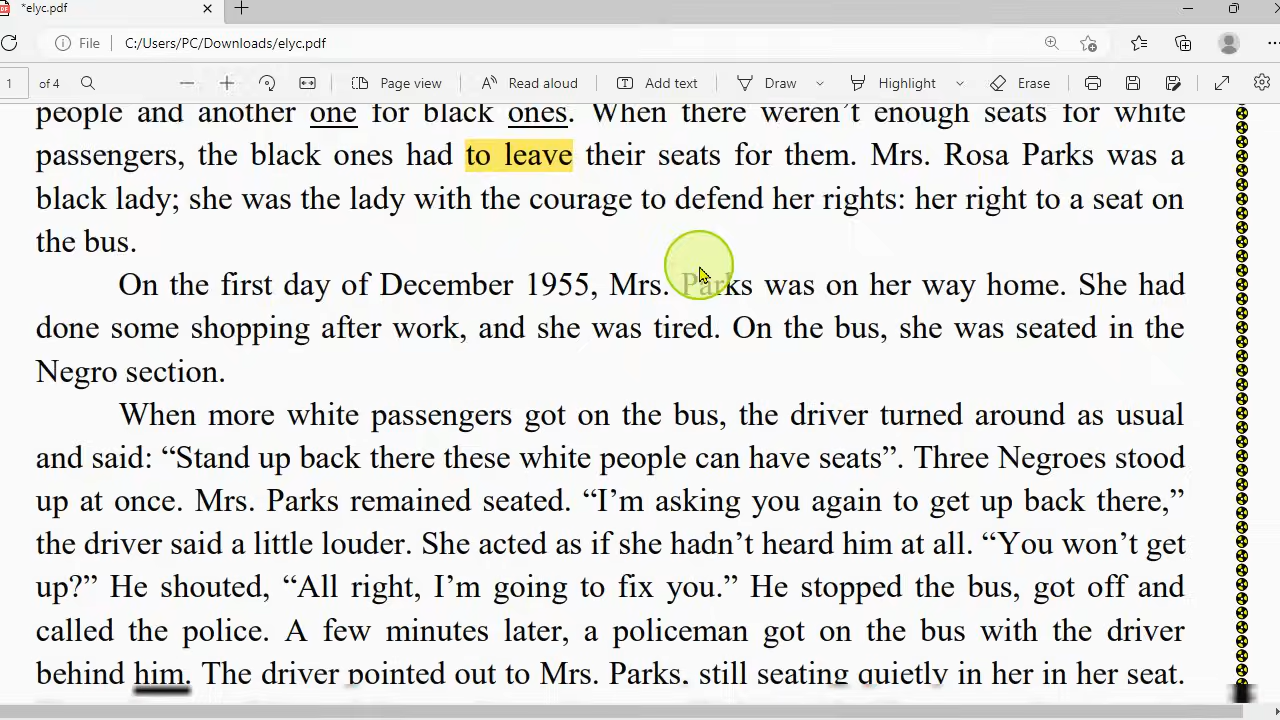 *elyc.pdf
File C:/Users/PC/Downloads/elyc.pdf
1 of 4 Page view Read aloud Add text Draw Highlight Erase
people and another one for black ones. When there weren't enough seats for white
passengers, the black ones had to leave their seats for them. Mrs. Rosa Parks was a
black lady; she was the lady with the courage to defend her rights: her right to a seat on
the bus.
On the first day of December 1955, Mrs. Parks was on her way home. She had
done some shopping after work, and she was tired. On the bus, she was seated in the
Negro section.
When more white passengers got on the bus, the driver turned around as usual
and said: “Stand up back there these white people can have seats”. Three Negroes stood
up at once. Mrs. Parks remained seated. “I’m asking you again to get up back there,”
the driver said a little louder. She acted as if she hadn’t heard him at all. “You won’t get
up?” He shouted, “All right, I’m going to fix you.” He stopped the bus, got off and
called the police. A few minutes later, a policeman got on the bus with the driver
behind him. The driver pointed out to Mrs. Parks, still seating quietly in her in her seat.